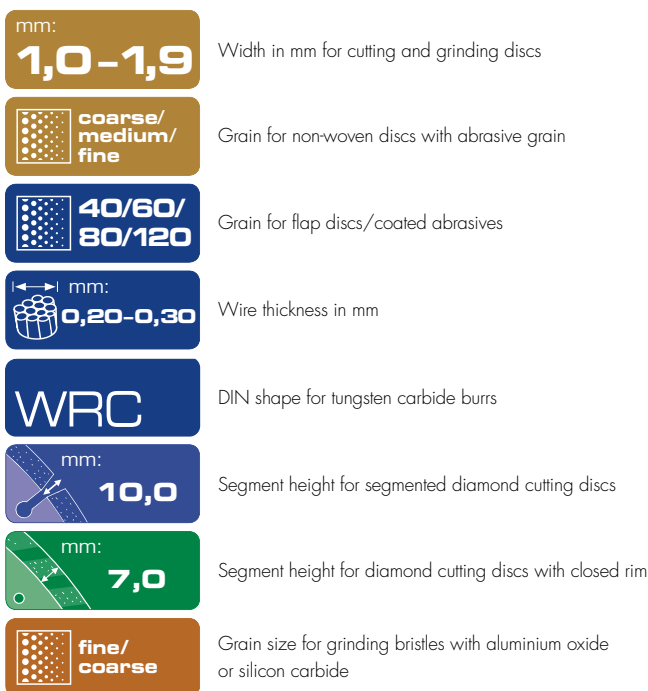 mm:
1,0–1,9
Width in mm for cutting and grinding discs
coarse/
medium/
fine
Grain for non-woven discs with abrasive grain
40/60/
80/120
Grain for flap discs/coated abrasives
mm:
0,20–0,30
Wire thickness in mm
WRC
DIN shape for tungsten carbide burrs
mm:
10,0
Segment height for segmented diamond cutting discs
mm:
7,0
Segment height for diamond cutting discs with closed rim
fine/
coarse
Grain size for grinding bristles with aluminium oxide
or silicon carbide